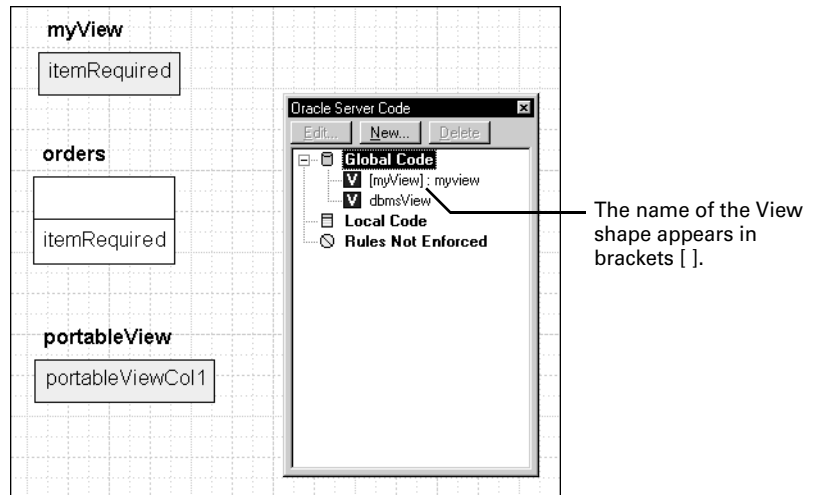 myView
itemRequired
orders
itemRequired
portableView
portableViewCol1
Oracle Server Code
Edit... New... Delete
Global Code
V [myView] : myview
V dbmsView
Local Code
Rules Not Enforced
The name of the View
shape appears in
brackets [ ].